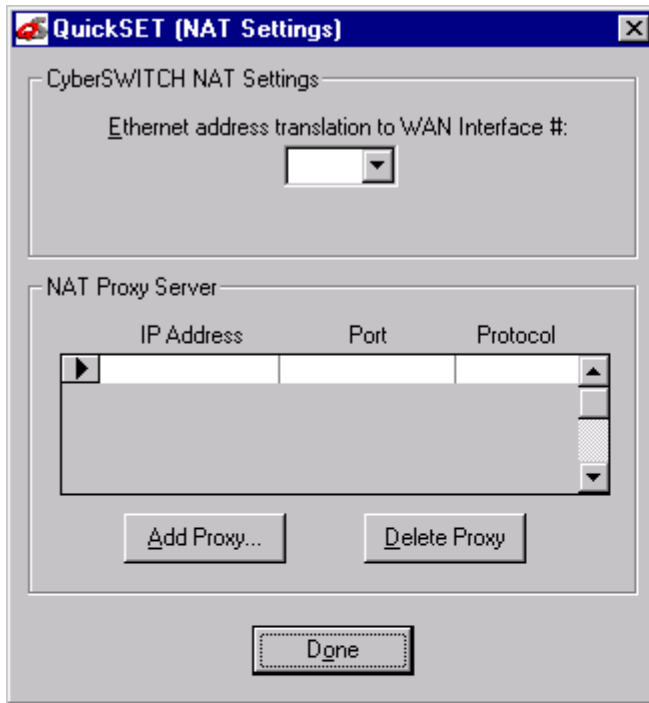 QuickSET (NAT Settings)
CyberSWITCH NAT Settings
Ethernet address translation to WAN Interface #:
NAT Proxy Server
IP Address Port Protocol
Add Proxy... Delete Proxy
Done